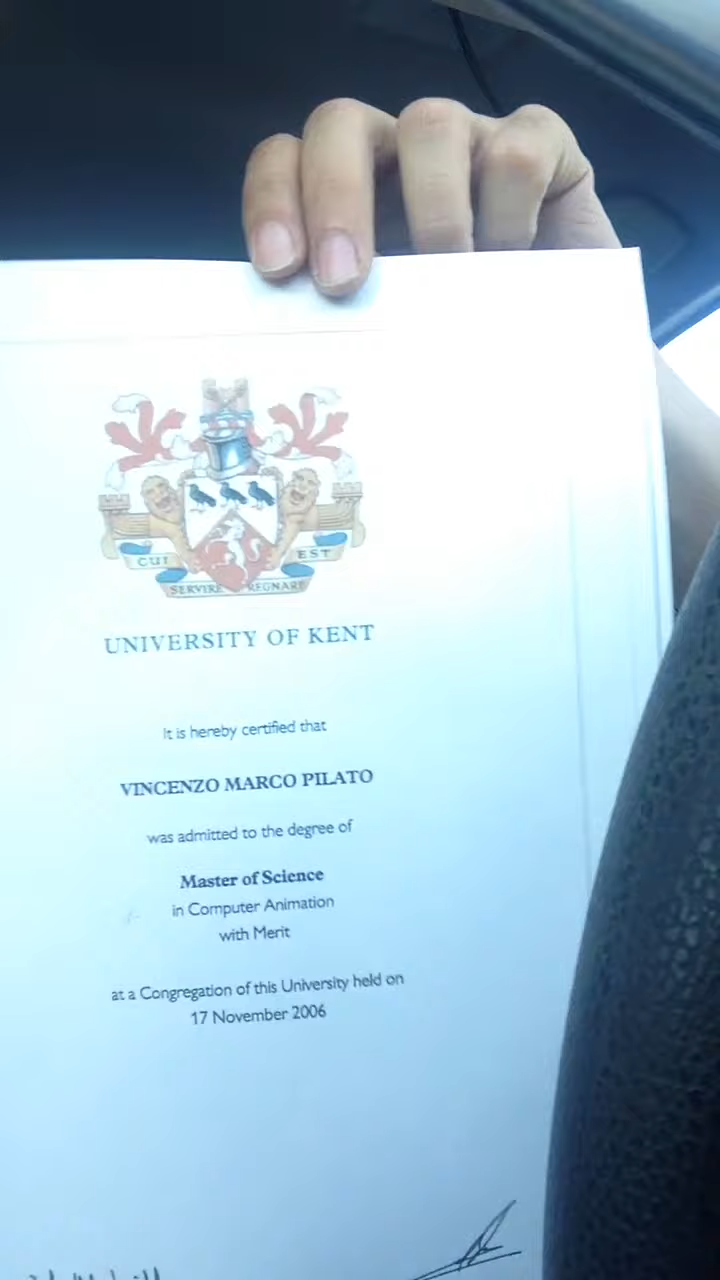 CUI EST
SERVIRE REGNARE
UNIVERSITY OF KENT
It is hereby certified that
VINCENZO MARCO PILATO
was admitted to the degree of
Master of Science
in Computer Animation
with Merit
at a Congregation of this University held on
17 November 2006